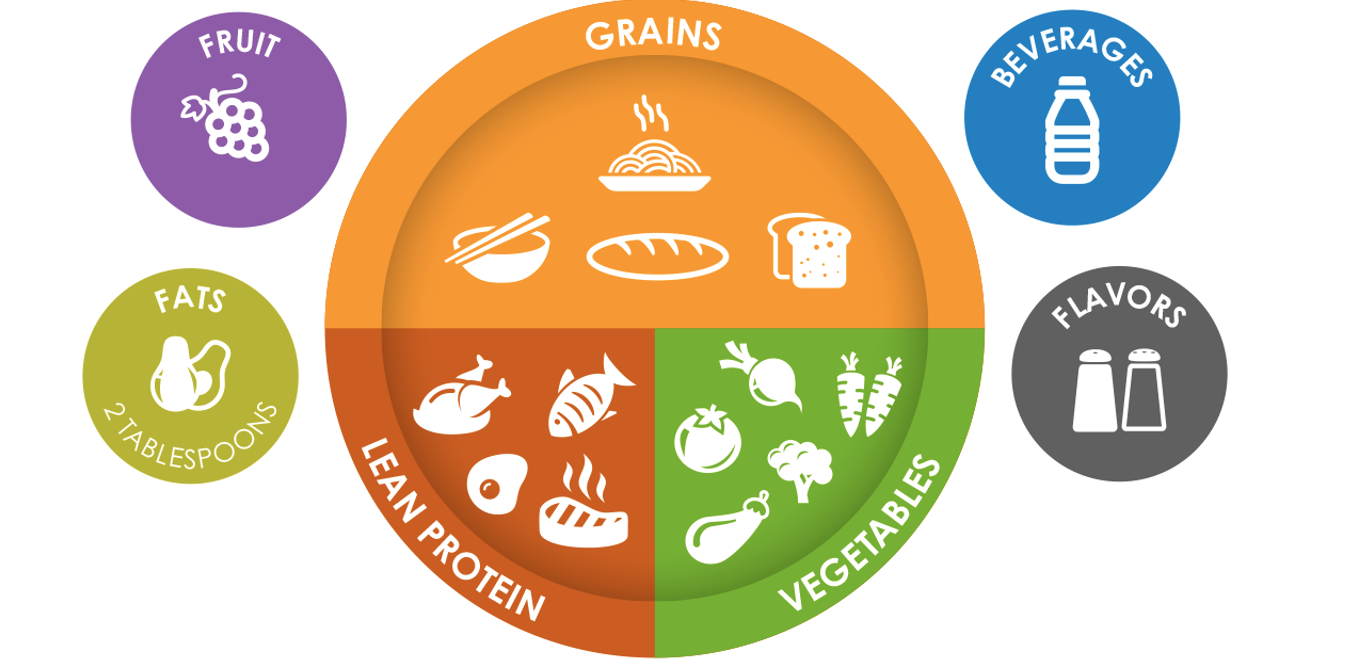 FRUIT
GRAINS
BEVERAGES
FATS
2 TABLESPOONS
FLAVORS
LEAN PROTEIN
VEGETABLES